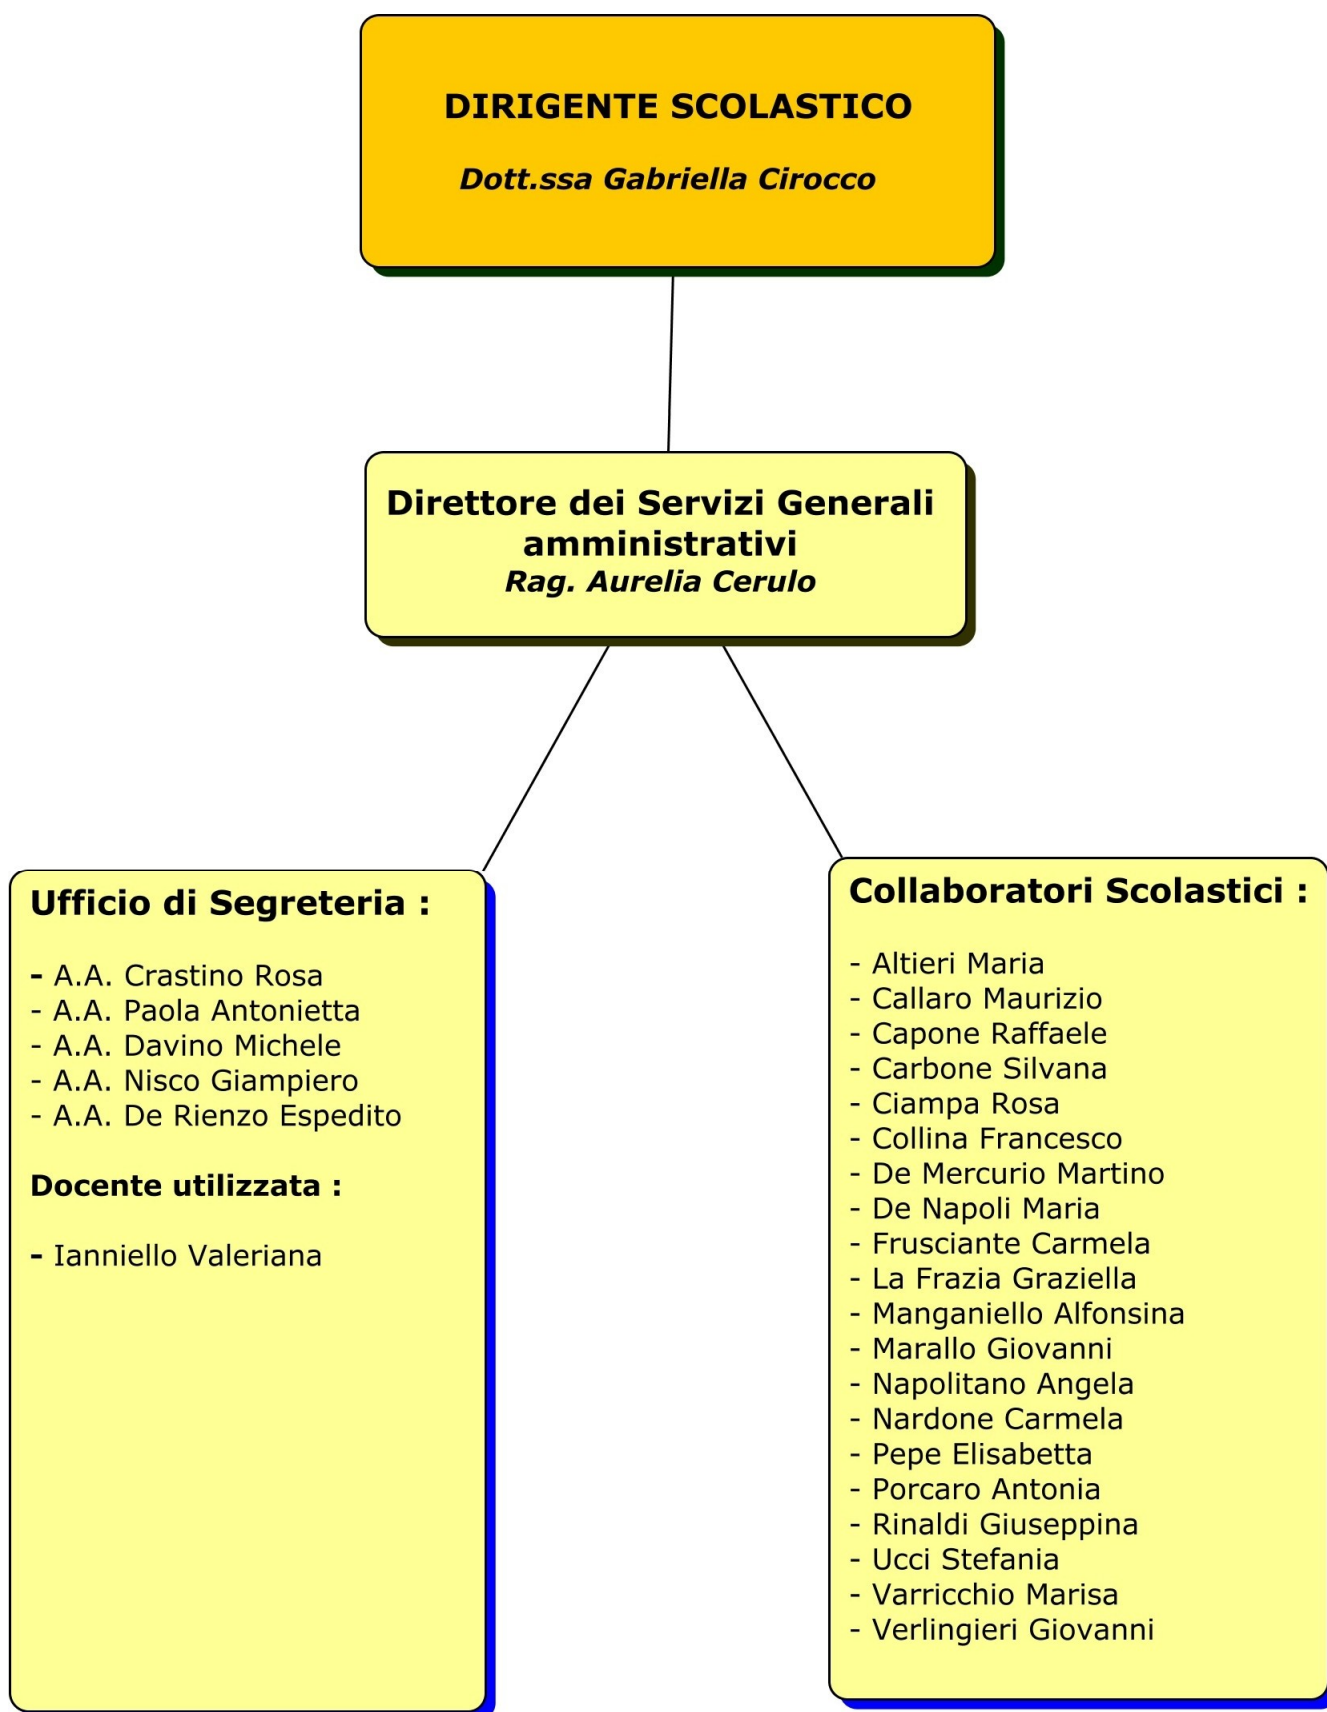 DIRIGENTE SCOLASTICO
Dott.ssa Gabriella Cirocco
Direttore dei Servizi Generali
amministrativi
Rag. Aurelia Cerulo
Ufficio di Segreteria :
- A.A. Crastino Rosa
- A.A. Paola Antonietta
- A.A. Davino Michele
- A.A. Nisco Giampiero
- A.A. De Rienzo Espedito
Docente utilizzata :
- Ianniello Valeriana
Collaboratori Scolastici :
- Altieri Maria
- Callaro Maurizio
- Capone Raffaele
- Carbone Silvana
- Ciampa Rosa
- Collina Francesco
- De Mercurio Martino
- De Napoli Maria
- Frusciante Carmela
- La Frazia Graziella
- Manganiello Alfonsina
- Marallo Giovanni
- Napolitano Angela
- Nardone Carmela
- Pepe Elisabetta
- Porcaro Antonia
- Rinaldi Giuseppina
- Ucci Stefania
- Varricchio Marisa
- Verlingieri Giovanni